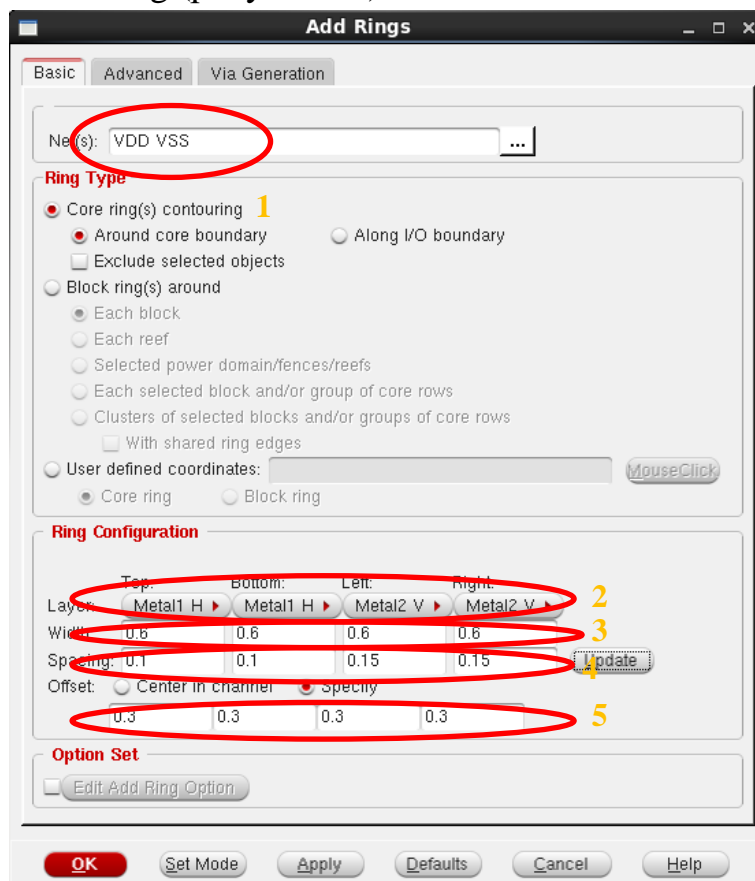 Add Rings
Basic Advanced Via Generation
Net(s): VDD VSS ...
Ring Type
Core ring(s) contouring 1
Around core boundary Along I/O boundary
Exclude selected objects
Block ring(s) around
Each block
Each reef
Selected power domain/fences/reefs
Each selected block and/or group of core rows
Clusters of selected blocks and/or groups of core rows
With shared ring edges
User defined coordinates: MouseClick
Core ring Block ring
Ring Configuration
Top: Bottom: Left: Right:
Layer: Metal1 H Metal1 H Metal2 V Metal2 V 2
Width: 0.6 0.6 0.6 0.6 3
Spacing: 0.1 0.1 0.15 0.15 Update 4
Offset: Center in channel Specify
0.3 0.3 0.3 0.3 5
Option Set
Edit Add Ring Option
OK Set Mode Apply Defaults Cancel Help